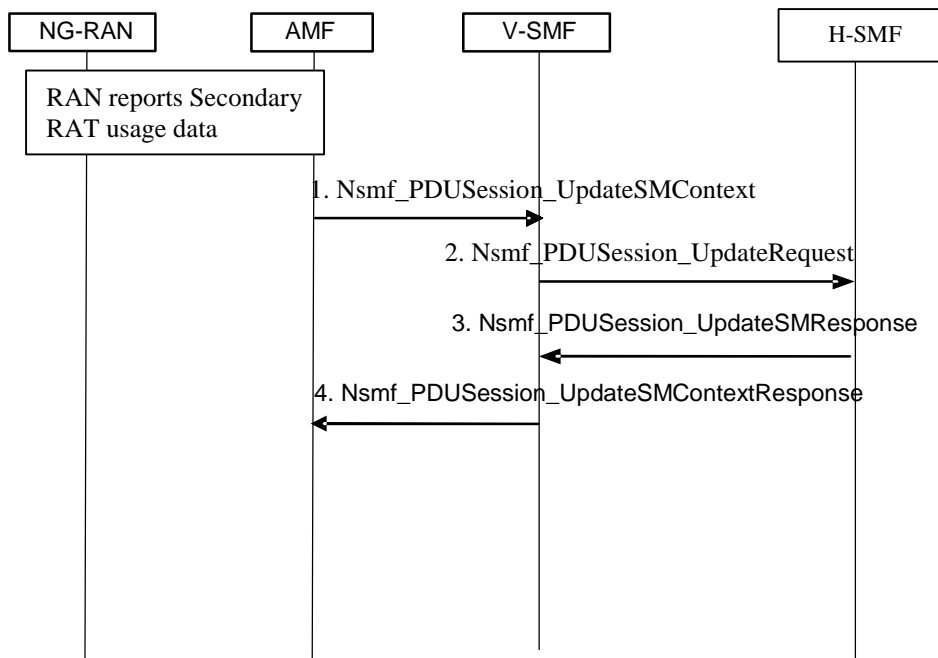 NG-RAN
AMF
V-SMF
H-SMF
RAN reports Secondary
RAT usage data
1. Nsmf_PDUSession_UpdateSMContext
2. Nsmf_PDUSession_UpdateRequest
3. Nsmf_PDUSession_UpdateSMResponse
4. Nsmf_PDUSession_UpdateSMContextResponse